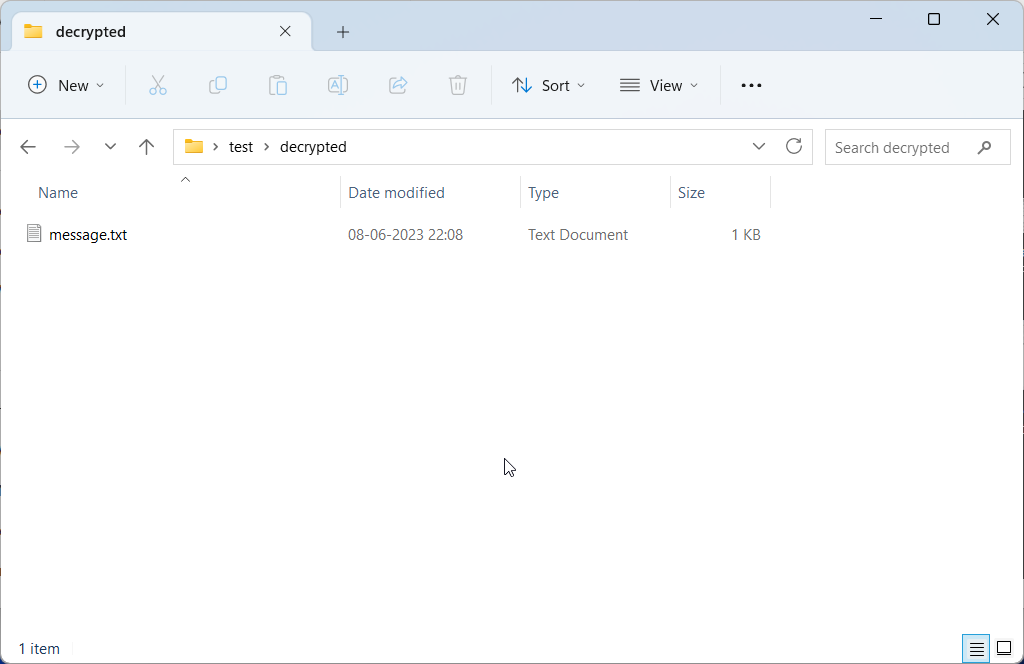 decrypted
New
Sort
View
test
decrypted
Search decrypted
Name
Date modified
Type
Size
message.txt
08-06-2023 22:08
Text Document
1 KB
1 item